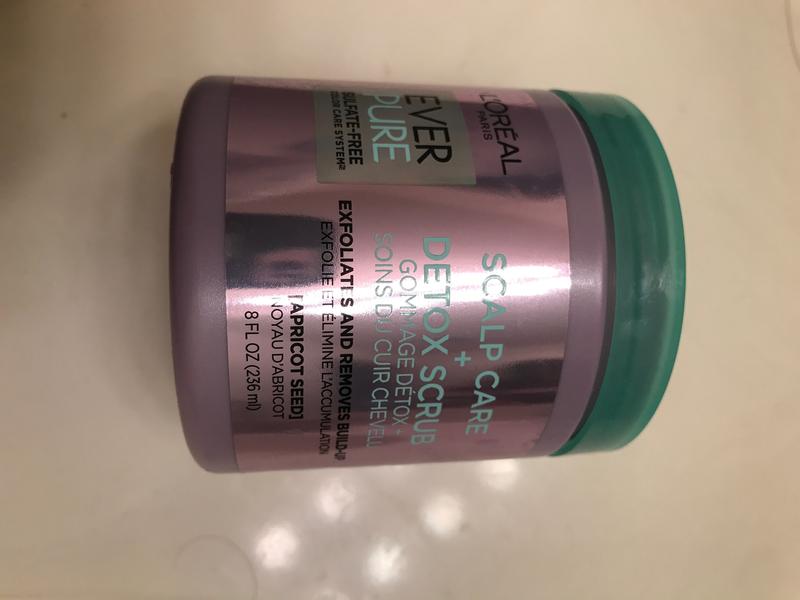 L'ORÉAL
PARIS
EVER
PURE
SULFATE-FREE
COLOR CARE SYSTEM
SCALP CARE
+
DETOX SCRUB
GOMMAGE DÉTOX +
SOINS DU CUIR CHEVELU
EXFOLIATES AND REMOVES BUILD-UP
EXFOLIE ET ÉLIMINE L'ACCUMULATION
[APRICOT SEED]
NOYAU D'ABRICOT
8 FL OZ (236 ml)